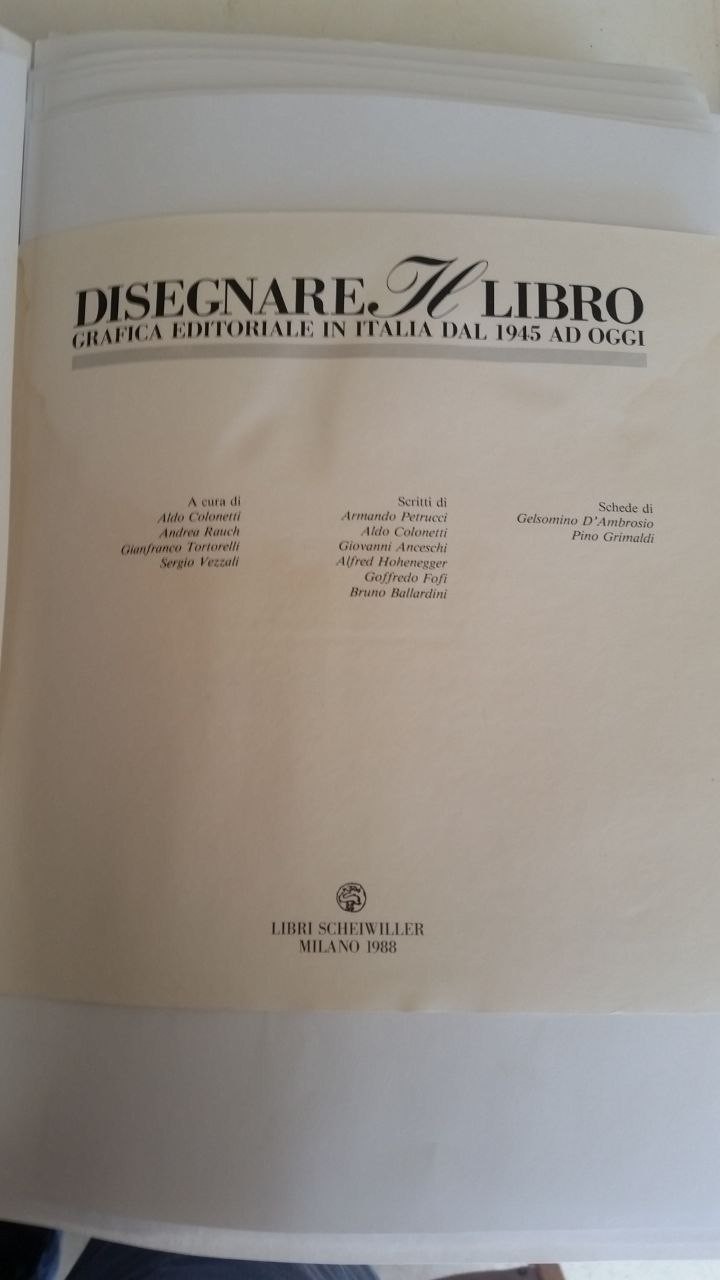 DISEGNARE Il LIBRO
GRAFICA EDITORIALE IN ITALIA DAL 1945 AD OGGI
A cura di
Aldo Colonetti
Andrea Rauch
Gianfranco Tortorelli
Sergio Vezzali
Scritti di
Armando Petrucci
Aldo Colonetti
Giovanni Anceschi
Alfred Hohenegger
Goffredo Fofi
Bruno Ballardini
Schede di
Gelsomino D'Ambrosio
Pino Grimaldi
LIBRI SCHEIWILLER
MILANO 1988